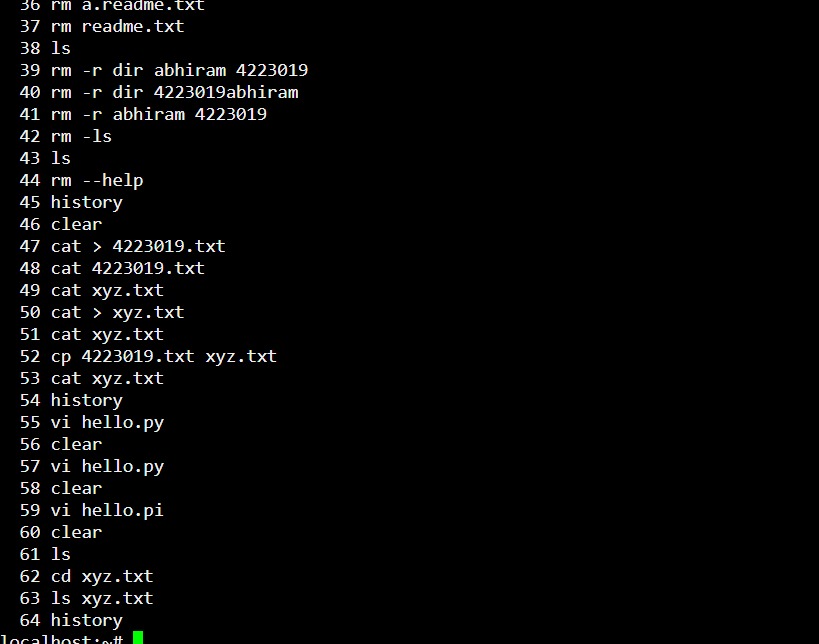 36 rm a.readme.txt
37 rm readme.txt
38 ls
39 rm -r dir abhiram 4223019
40 rm -r dir 4223019abhiram
41 rm -r abhiram 4223019
42 rm -ls
43 ls
44 rm --help
45 history
46 clear
47 cat > 4223019.txt
48 cat 4223019.txt
49 cat xyz.txt
50 cat > xyz.txt
51 cat xyz.txt
52 cp 4223019.txt xyz.txt
53 cat xyz.txt
54 history
55 vi hello.py
56 clear
57 vi hello.py
58 clear
59 vi hello.pi
60 clear
61 ls
62 cd xyz.txt
63 ls xyz.txt
64 history
localhost:~#